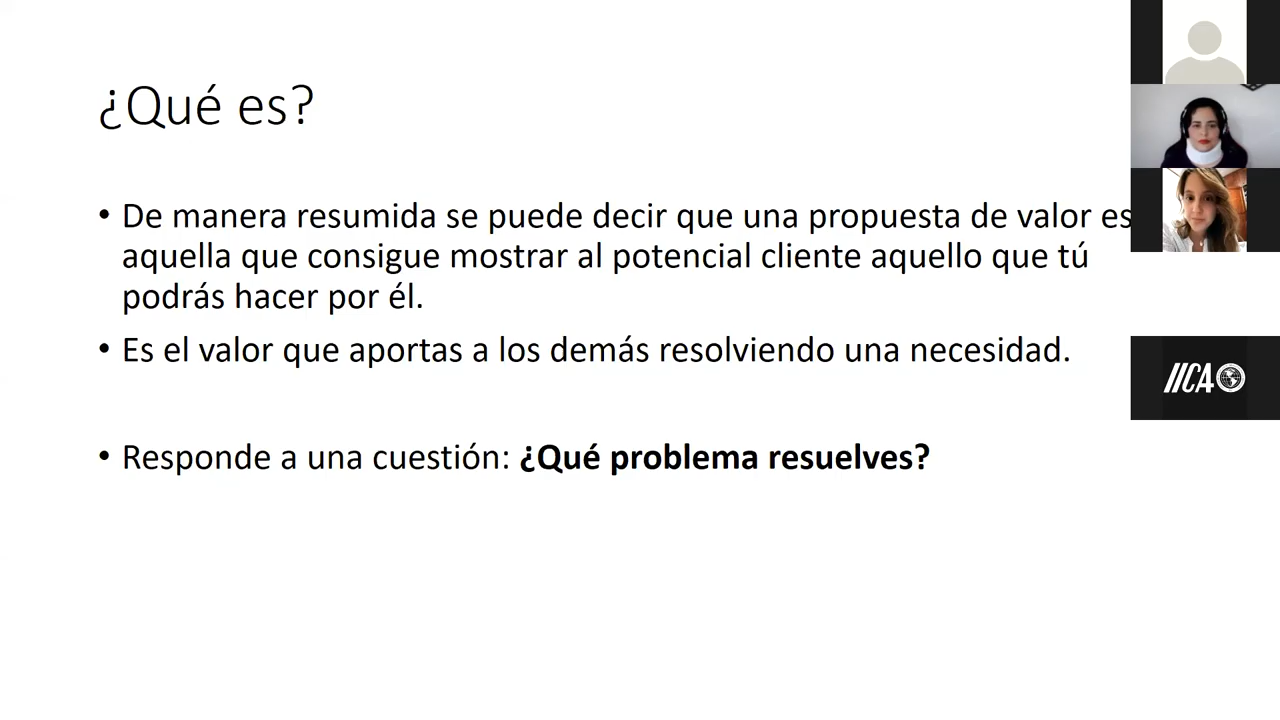 ¿Qué es?
• De manera resumida se puede decir que una propuesta de valor es
aquella que consigue mostrar al potencial cliente aquello que tú
podrás hacer por él.
• Es el valor que aportas a los demás resolviendo una necesidad.
• Responde a una cuestión: ¿Qué problema resuelves?
IICA